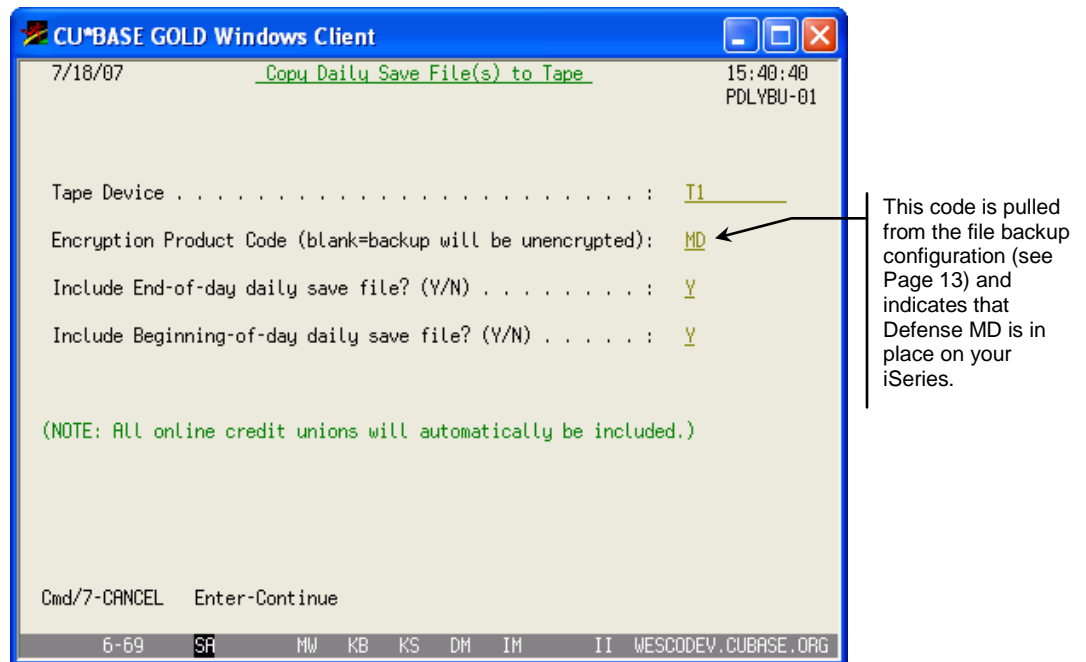 CU*BASE GOLD Windows Client
7/18/07 Copy Daily Save File(s) to Tape 15:40:40
PDLYBU-01
Tape Device . . . . . . . . . . . . . . . . . . . . . . . : T1
Encryption Product Code (blank=backup will be unencrypted): MD
Include End-of-day daily save file? (Y/N) . . . . . . . . : Y
Include Beginning-of-day daily save file? (Y/N) . . . . . : Y
(NOTE: All online credit unions will automatically be included.)
Cmd/7-CANCEL Enter-Continue
6-69 SA MW KB KS DM IM II WESCODEV.CUBASE.ORG
This code is pulled
from the file backup
configuration (see
Page 13) and
indicates that
Defense MD is in
place on your
iSeries.